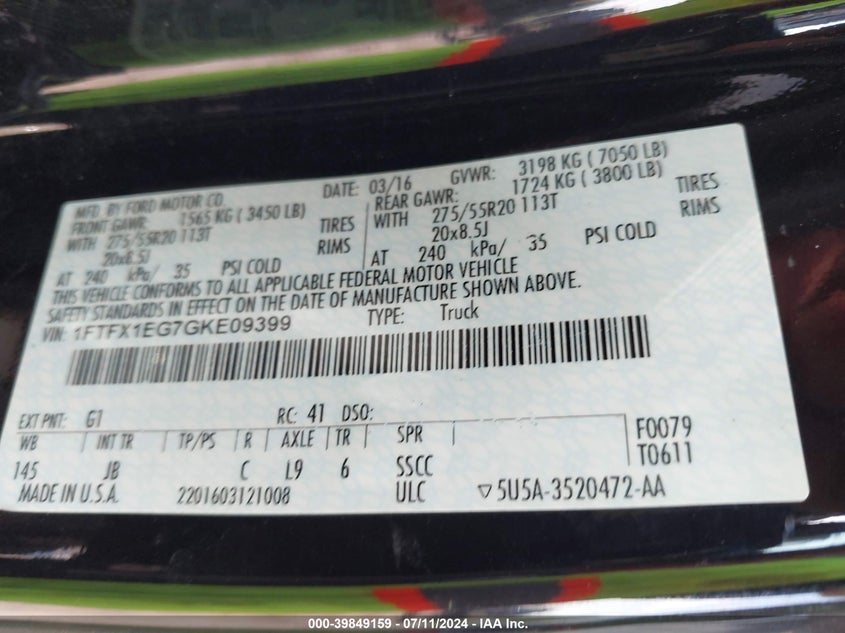 MFD. BY FORD MOTOR CO. DATE: 03/16 GVWR: 3198 KG ( 7050 LB)
FRONT GAWR: 1565 KG ( 3450 LB) REAR GAWR: 1724 KG ( 3800 LB)
WITH 275/55R20 113T TIRES WITH 275/55R20 113T TIRES
20x8.5J RIMS 20x8.5J RIMS
AT 240 kPa/ 35 PSI COLD AT 240 kPa/ 35 PSI COLD
THIS VEHICLE CONFORMS TO ALL APPLICABLE FEDERAL MOTOR VEHICLE
SAFETY STANDARDS IN EFFECT ON THE DATE OF MANUFACTURE SHOWN ABOVE.
VIN: 1FTFX1EG7GKE09399 TYPE: Truck
EXT PNT: G1 RC: 41 DSO:
WB INT TR TP/PS R AXLE TR SPR F0079
145 JB C L9 6 SSCC T0611
MADE IN U.S.A. 2201603121008 ULC ▽5U5A-3520472-AA
000-39849159 - 07/11/2024 - IAA Inc.